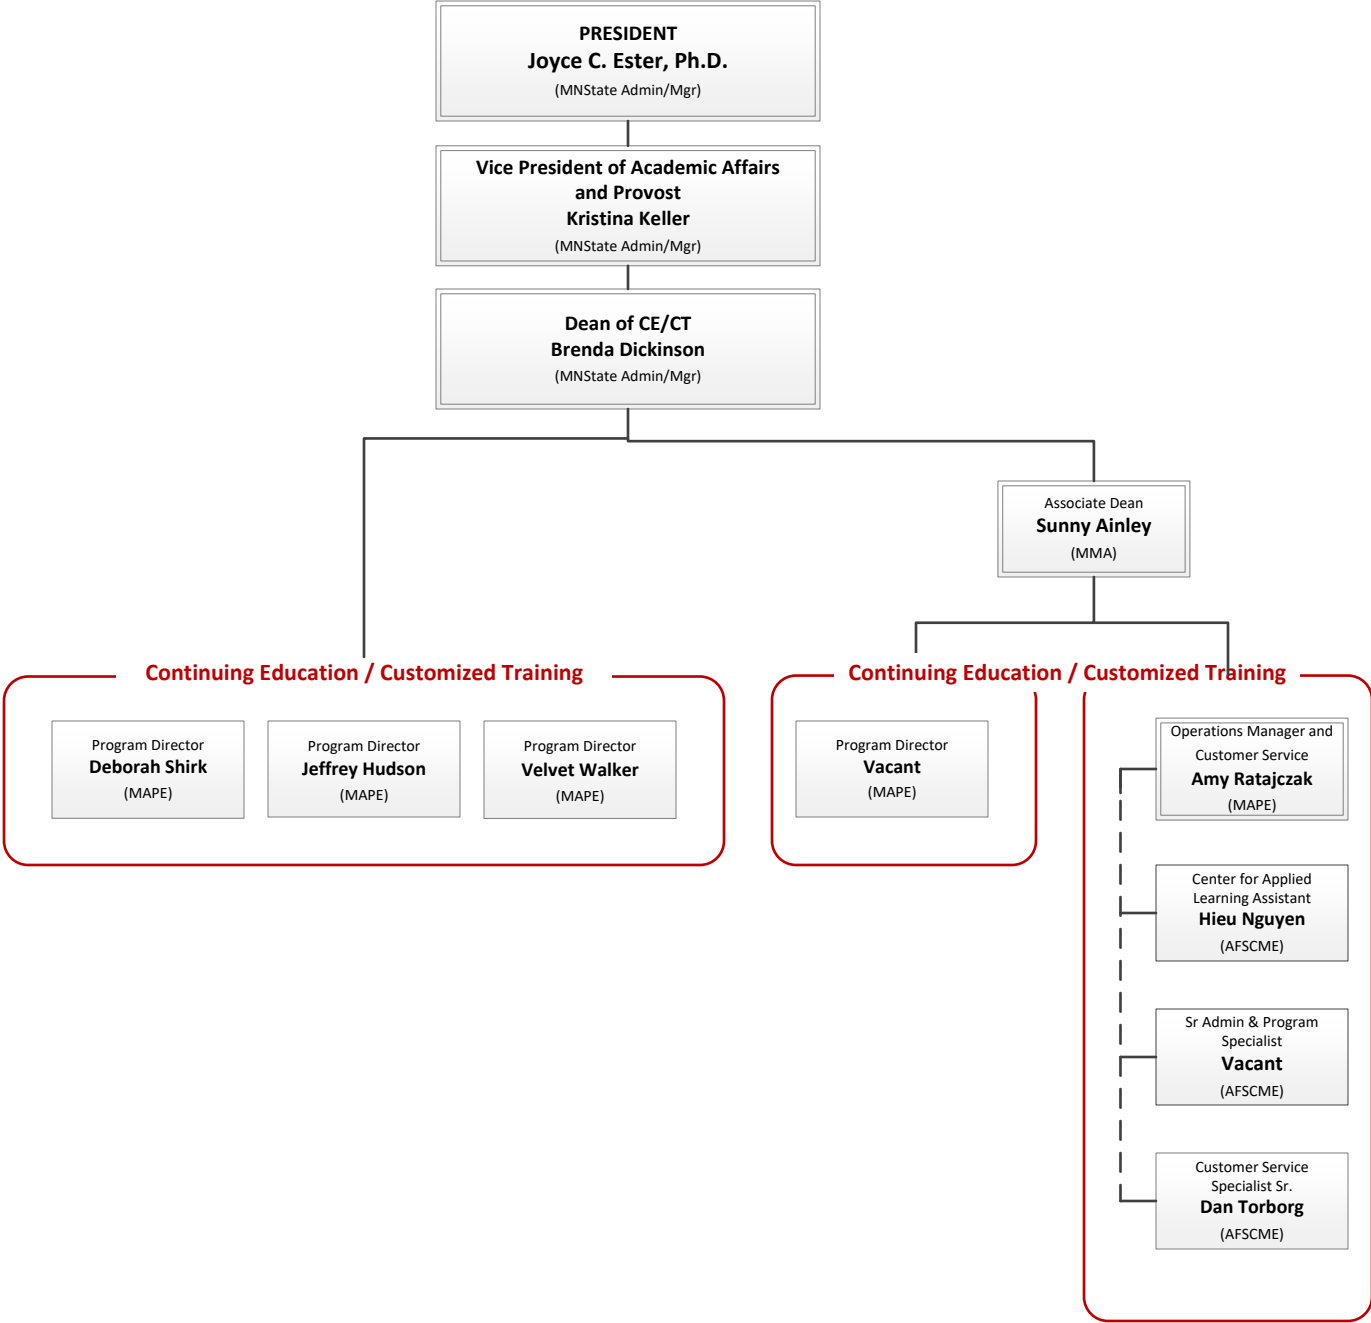 PRESIDENT
Joyce C. Ester, Ph.D.
(MNState Admin/Mgr)
Vice President of Academic Affairs
and Provost
Kristina Keller
(MNState Admin/Mgr)
Dean of CE/CT
Brenda Dickinson
(MNState Admin/Mgr)
Associate Dean
Sunny Ainley
(MMA)
Continuing Education / Customized Training
Program Director
Deborah Shirk
(MAPE)
Program Director
Jeffrey Hudson
(MAPE)
Program Director
Velvet Walker
(MAPE)
Continuing Education / Customized Training
Program Director
Vacant
(MAPE)
Operations Manager and
Customer Service
Amy Ratajczak
(MAPE)
Center for Applied
Learning Assistant
Hieu Nguyen
(AFSCME)
Sr Admin & Program
Specialist
Vacant
(AFSCME)
Customer Service
Specialist Sr.
Dan Torborg
(AFSCME)